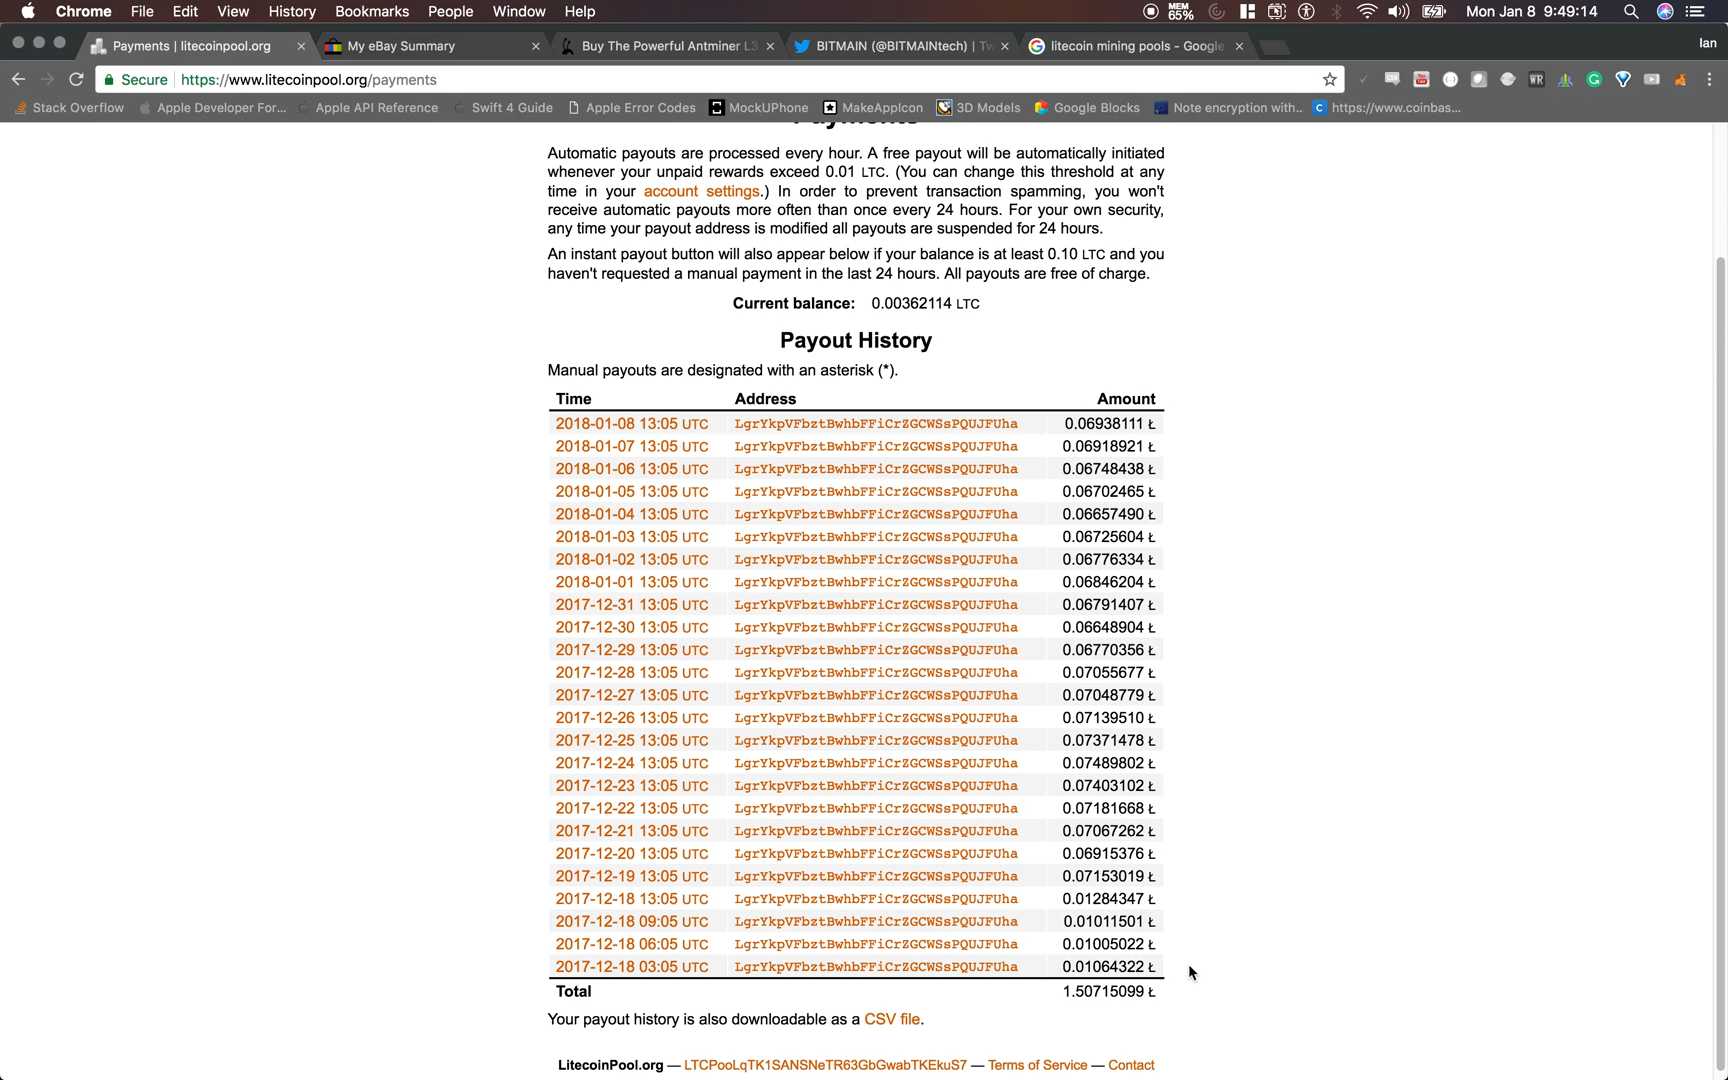 Chrome File Edit View History Bookmarks People Window Help MEM 65% Mon Jan 8 9:49:14
Payments | litecoinpool.org My eBay Summary Buy The Powerful Antminer L3 BITMAIN (@BITMAINtech) | Tw litecoin mining pools - Google Ian
Secure https://www.litecoinpool.org/payments
Stack Overflow Apple Developer For... Apple API Reference Swift 4 Guide Apple Error Codes MockUPhone MakeAppIcon 3D Models Google Blocks Note encryption with... https://www.coinbas...
Payments
Automatic payouts are processed every hour. A free payout will be automatically initiated
whenever your unpaid rewards exceed 0.01 LTC. (You can change this threshold at any
time in your account settings.) In order to prevent transaction spamming, you won't
receive automatic payouts more often than once every 24 hours. For your own security,
any time your payout address is modified all payouts are suspended for 24 hours.
An instant payout button will also appear below if your balance is at least 0.10 LTC and you
haven't requested a manual payment in the last 24 hours. All payouts are free of charge.
Current balance: 0.00362114 LTC
Payout History
Manual payouts are designated with an asterisk (*).
Time Address Amount
2018-01-08 13:05 UTC LgrYkpVFbztBwhbFFiCrZGCWSsPQUJFUha 0.06938111 Ł
2018-01-07 13:05 UTC LgrYkpVFbztBwhbFFiCrZGCWSsPQUJFUha 0.06918921 Ł
2018-01-06 13:05 UTC LgrYkpVFbztBwhbFFiCrZGCWSsPQUJFUha 0.06748438 Ł
2018-01-05 13:05 UTC LgrYkpVFbztBwhbFFiCrZGCWSsPQUJFUha 0.06702465 Ł
2018-01-04 13:05 UTC LgrYkpVFbztBwhbFFiCrZGCWSsPQUJFUha 0.06657490 Ł
2018-01-03 13:05 UTC LgrYkpVFbztBwhbFFiCrZGCWSsPQUJFUha 0.06725604 Ł
2018-01-02 13:05 UTC LgrYkpVFbztBwhbFFiCrZGCWSsPQUJFUha 0.06776334 Ł
2018-01-01 13:05 UTC LgrYkpVFbztBwhbFFiCrZGCWSsPQUJFUha 0.06846204 Ł
2017-12-31 13:05 UTC LgrYkpVFbztBwhbFFiCrZGCWSsPQUJFUha 0.06791407 Ł
2017-12-30 13:05 UTC LgrYkpVFbztBwhbFFiCrZGCWSsPQUJFUha 0.06648904 Ł
2017-12-29 13:05 UTC LgrYkpVFbztBwhbFFiCrZGCWSsPQUJFUha 0.06770356 Ł
2017-12-28 13:05 UTC LgrYkpVFbztBwhbFFiCrZGCWSsPQUJFUha 0.07055677 Ł
2017-12-27 13:05 UTC LgrYkpVFbztBwhbFFiCrZGCWSsPQUJFUha 0.07048779 Ł
2017-12-26 13:05 UTC LgrYkpVFbztBwhbFFiCrZGCWSsPQUJFUha 0.07139510 Ł
2017-12-25 13:05 UTC LgrYkpVFbztBwhbFFiCrZGCWSsPQUJFUha 0.07371478 Ł
2017-12-24 13:05 UTC LgrYkpVFbztBwhbFFiCrZGCWSsPQUJFUha 0.07489802 Ł
2017-12-23 13:05 UTC LgrYkpVFbztBwhbFFiCrZGCWSsPQUJFUha 0.07403102 Ł
2017-12-22 13:05 UTC LgrYkpVFbztBwhbFFiCrZGCWSsPQUJFUha 0.07181668 Ł
2017-12-21 13:05 UTC LgrYkpVFbztBwhbFFiCrZGCWSsPQUJFUha 0.07067262 Ł
2017-12-20 13:05 UTC LgrYkpVFbztBwhbFFiCrZGCWSsPQUJFUha 0.06915376 Ł
2017-12-19 13:05 UTC LgrYkpVFbztBwhbFFiCrZGCWSsPQUJFUha 0.07153019 Ł
2017-12-18 13:05 UTC LgrYkpVFbztBwhbFFiCrZGCWSsPQUJFUha 0.01284347 Ł
2017-12-18 09:05 UTC LgrYkpVFbztBwhbFFiCrZGCWSsPQUJFUha 0.01011501 Ł
2017-12-18 06:05 UTC LgrYkpVFbztBwhbFFiCrZGCWSsPQUJFUha 0.01005022 Ł
2017-12-18 03:05 UTC LgrYkpVFbztBwhbFFiCrZGCWSsPQUJFUha 0.01064322 Ł
Total 1.50715099 Ł
Your payout history is also downloadable as a CSV file.
LitecoinPool.org — LTCPooLqTK1SANSNeTR63GbGwabTKEkuS7 — Terms of Service — Contact